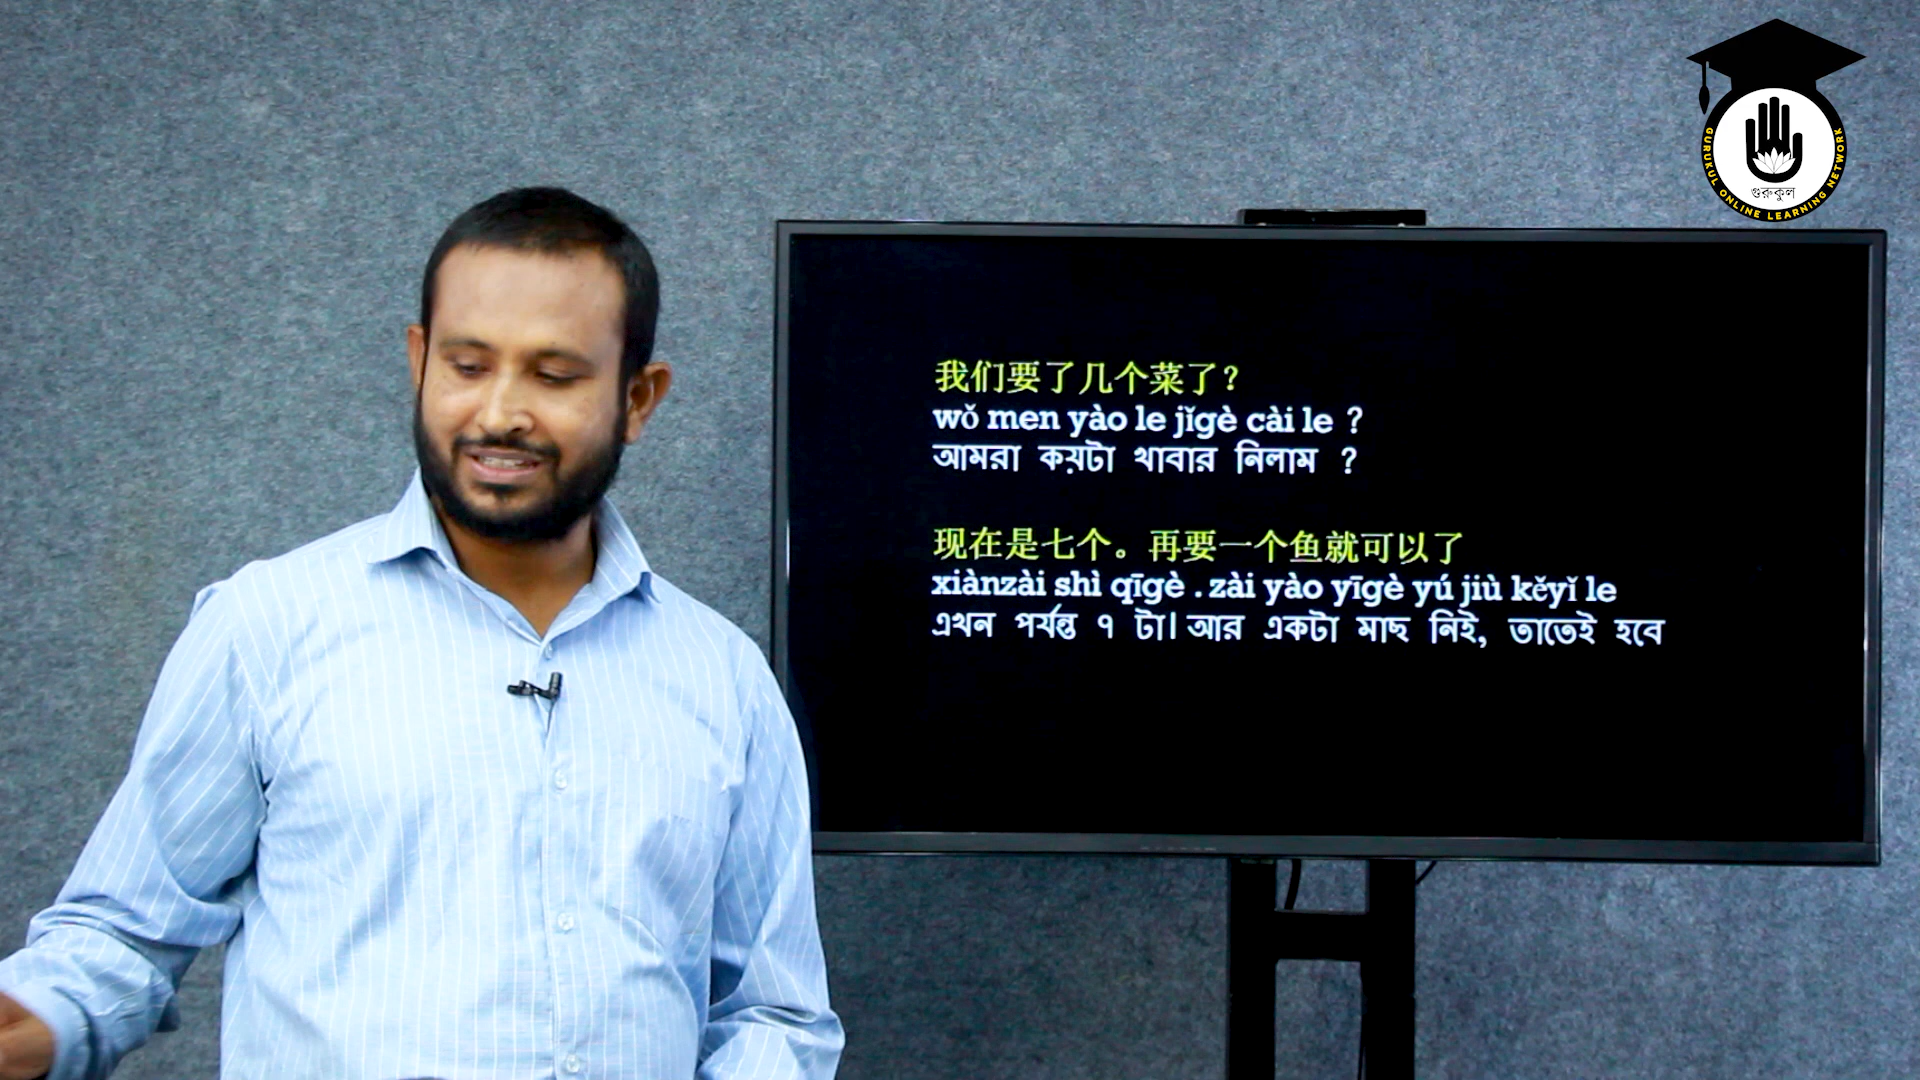 我们要了几个菜了？
wǒ men yào le jǐgè cài le ?
আমরা কয়টা খাবার নিলাম ?
现在是七个。再要一个鱼就可以了
xiànzài shì qīgè . zài yào yīgè yú jiù kěyǐ le
এখন পর্যন্ত ৭ টা। আর একটা মাছ নিই, তাতেই হবে
গুরুকুল
GURUKUL ONLINE LEARNING NETWORK